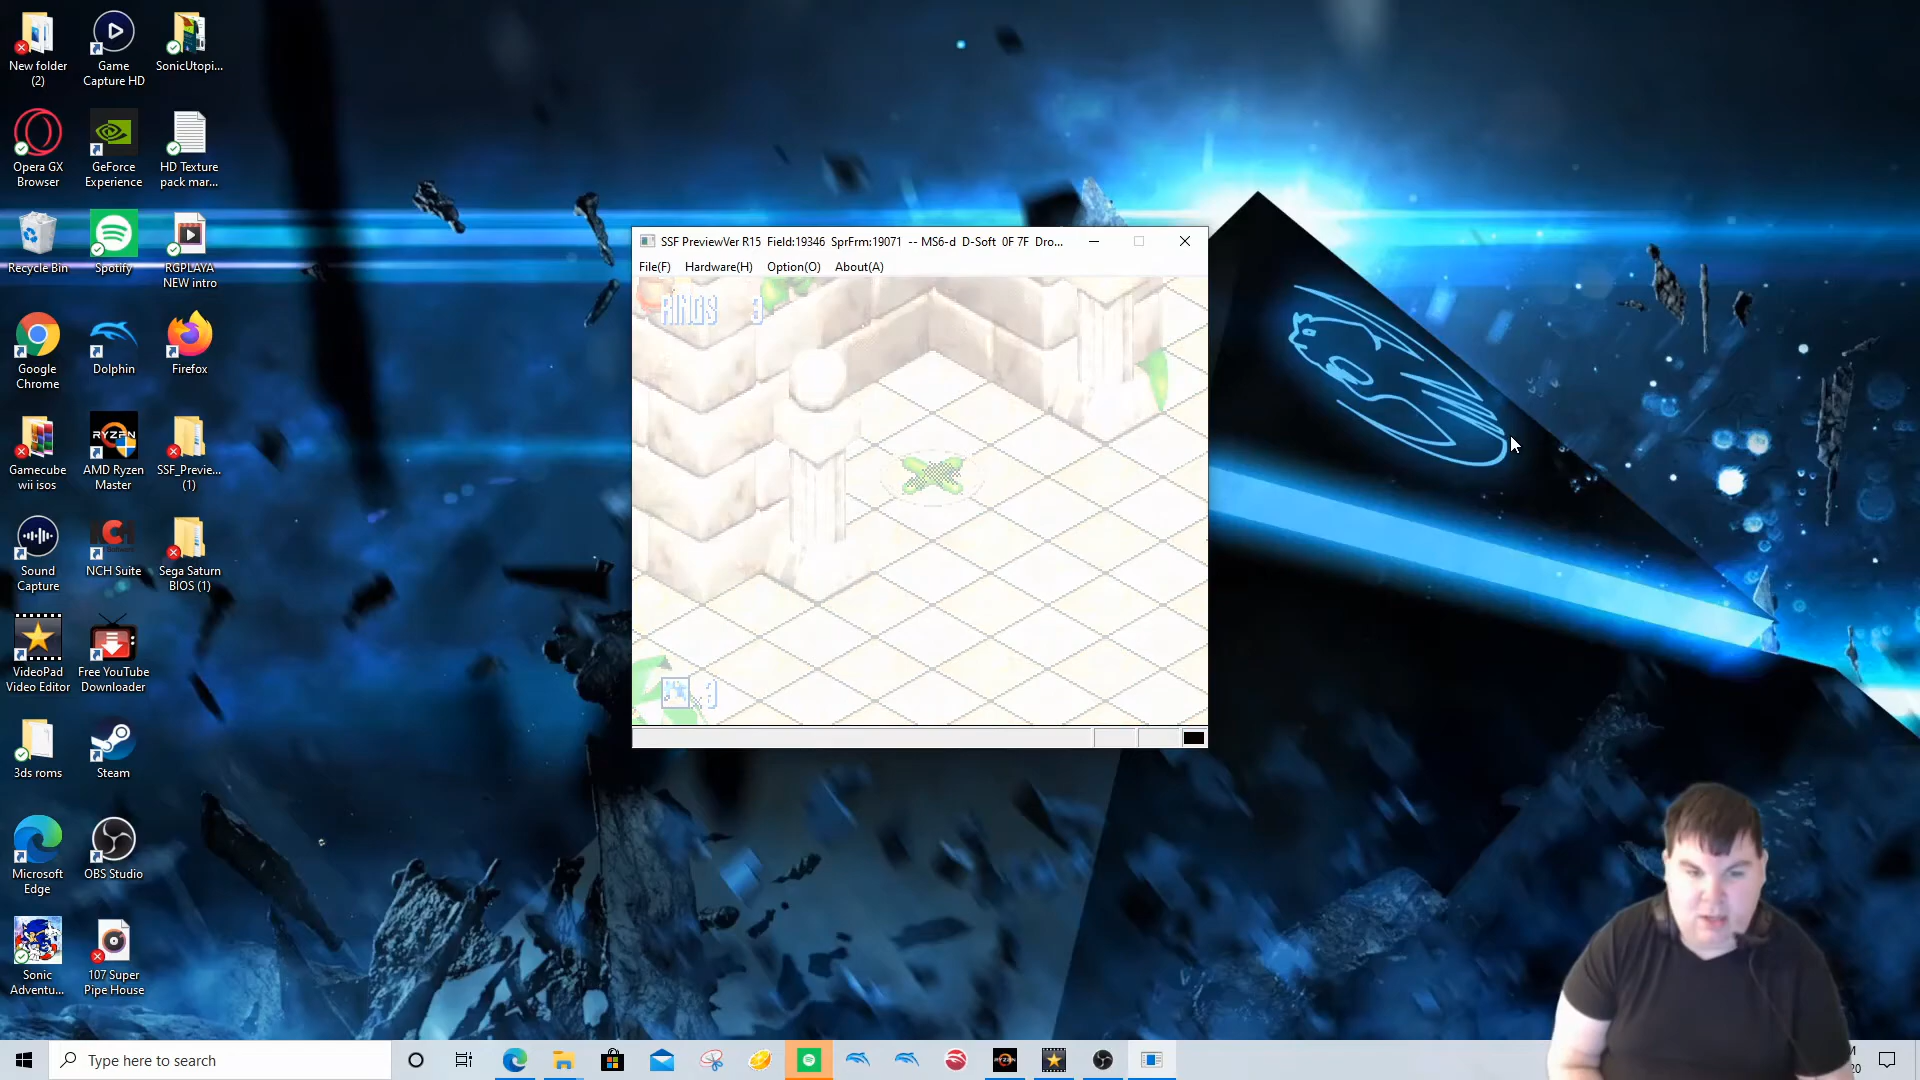 New folder
(2)
Game
Capture HD
SonicUtopi...
Opera GX
Browser
GeForce
Experience
HD Texture
pack mar...
Recycle Bin
Spotify
RGPLAYA
NEW intro
Google
Chrome
Dolphin
Firefox
Gamecube
wii isos
RYZEN
AMD Ryzen
Master
SSF_Previe...
(1)
Sound
Capture
NCH
NCH Suite
Sega Saturn
BIOS (1)
VideoPad
Video Editor
Free YouTube
Downloader
3ds roms
Steam
Microsoft
Edge
OBS Studio
Sonic
Adventu...
107 Super
Pipe House
SSF PreviewVer R15 Field:19346 SprFrm:19071 -- MS6-d D-Soft 0F 7F Dro...
File(F) Hardware(H) Option(O) About(A)
RINGS
Type here to search
RYZEN